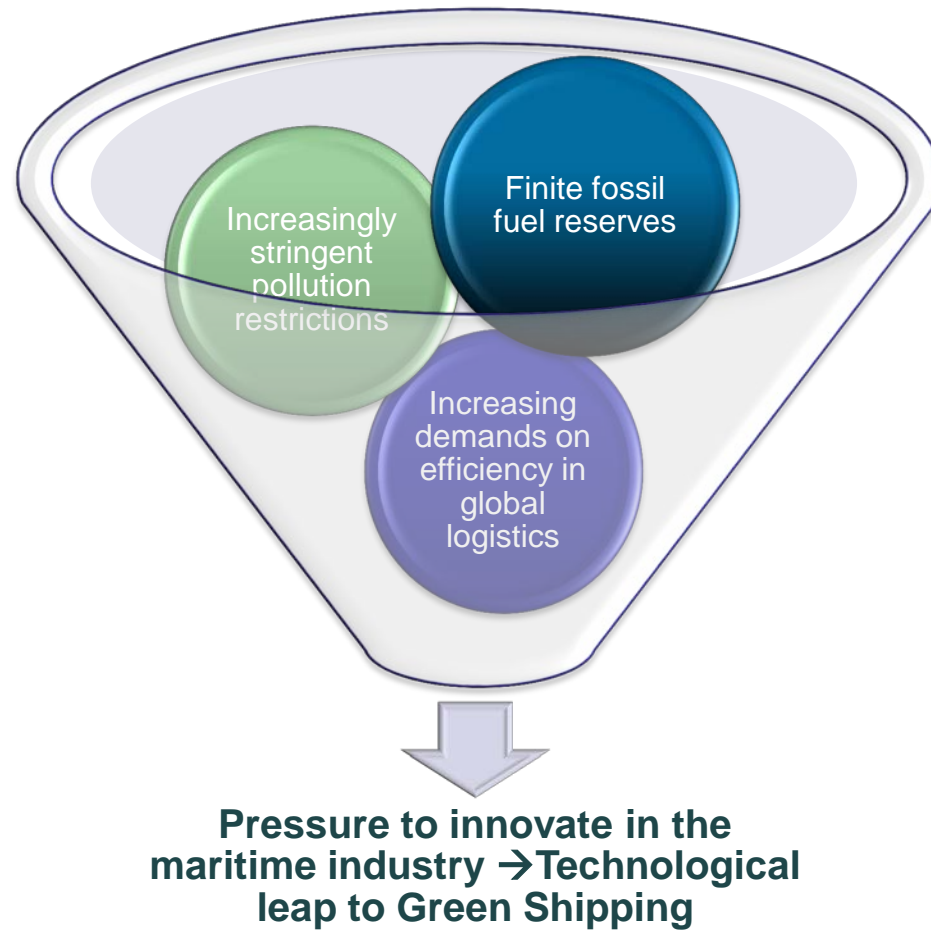 Increasingly
stringent
pollution
restrictions
Finite fossil
fuel reserves
Increasing
demands on
efficiency in
global
logistics
Pressure to innovate in the
maritime industry →Technological
leap to Green Shipping